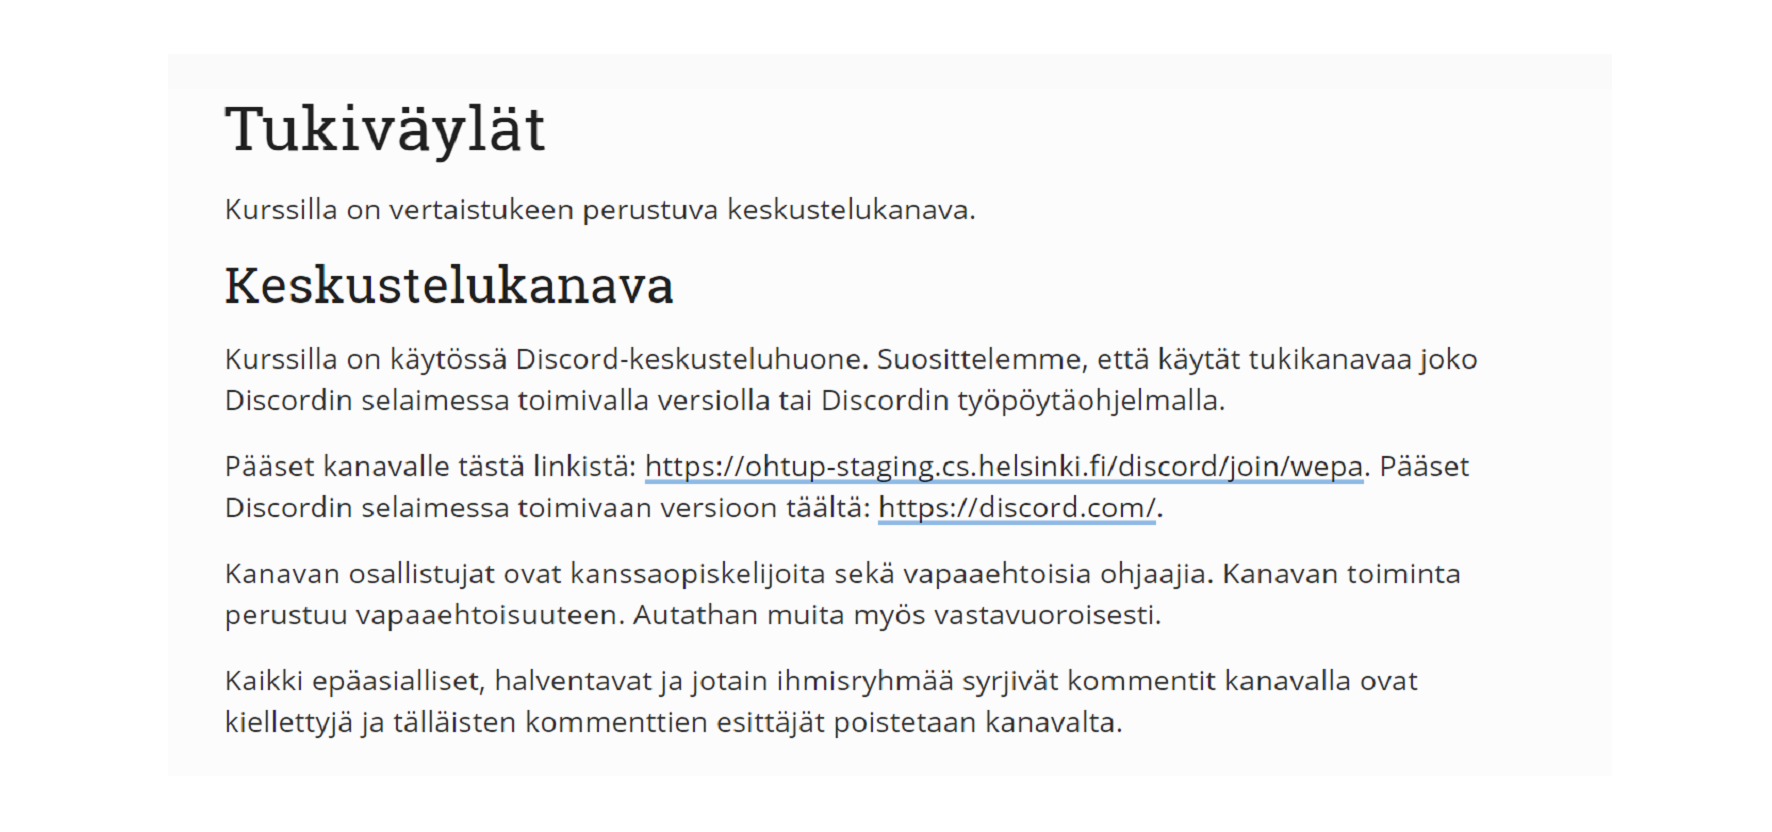 Tukiväylät
Kurssilla on vertaistukeen perustuva keskustelukanava.
Keskustelukanava
Kurssilla on käytössä Discord-keskusteluhuone. Suosittelemme, että käytät tukikanavaa joko
Discordin selaimessa toimivalla versiolla tai Discordin työpöytäohjelmalla.
Pääset kanavalle tästä linkistä: https://ohtup-staging.cs.helsinki.fi/discord/join/wepa. Pääset
Discordin selaimessa toimivaan versioon täältä: https://discord.com/.
Kanavan osallistujat ovat kanssaopiskelijoita sekä vapaaehtoisia ohjaajia. Kanavan toiminta
perustuu vapaaehtoisuuteen. Autathan muita myös vastavuoroisesti.
Kaikki epäasialliset, halventavat ja jotain ihmisryhmää syrjivät kommentit kanavalla ovat
kiellettyjä ja tälläisten kommenttien esittäjät poistetaan kanavalta.